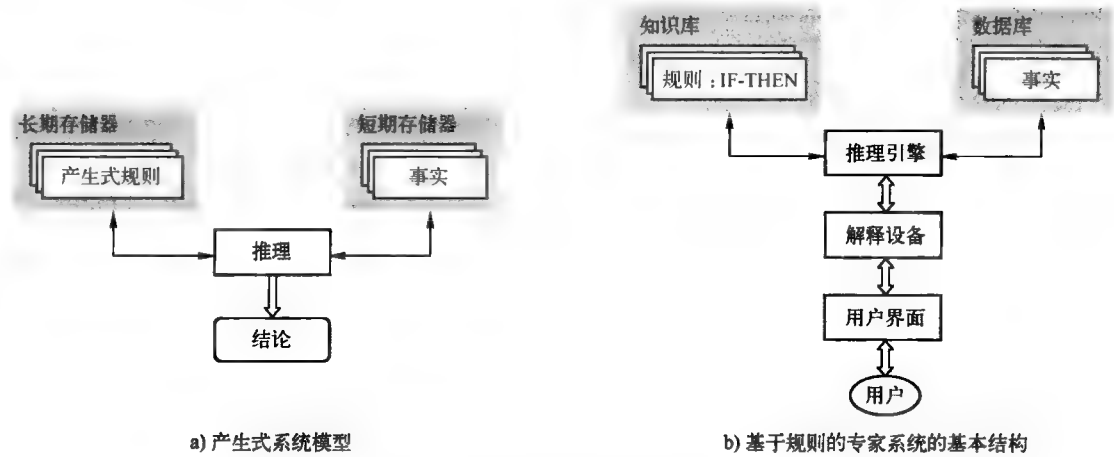 长期存储器
产生式规则
短期存储器
事实
推理
结论
a) 产生式系统模型
知识库
规则：IF-THEN
数据库
事实
推理引擎
解释设备
用户界面
用户
b) 基于规则的专家系统的基本结构